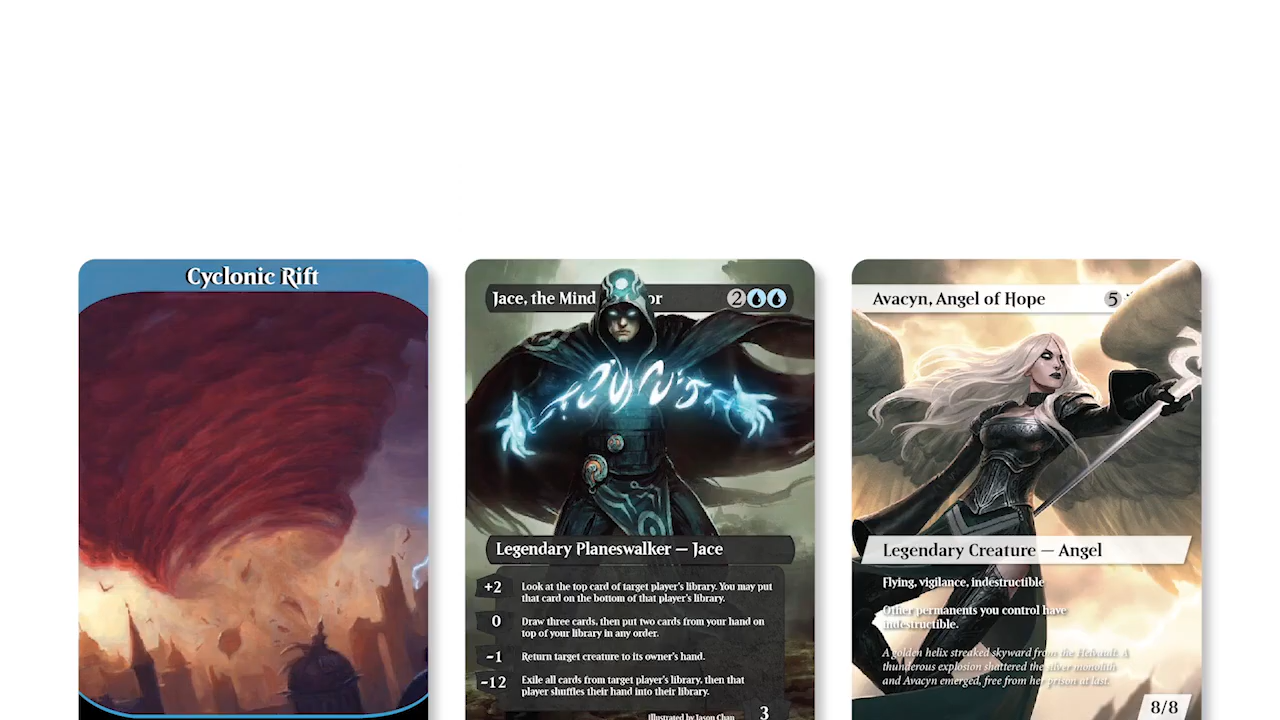 Cyclonic Rift
Jace, the Mind or
2
Legendary Planeswalker — Jace
+2
Look at the top card of target player's library. You may put
that card on the bottom of that player's library.
0
Draw three cards, then put two cards from your hand on
top of your library in any order.
−1
Return target creature to its owner's hand.
−12
Exile all cards from target player's library, then that
player shuffles their hand into their library.
Illustrated by Jason Chan
3
Avacyn, Angel of Hope
5
Legendary Creature — Angel
Flying, vigilance, indestructible
Other permanents you control have
indestructible.
A golden helix streaked skyward from the Helvault. A
thunderous explosion shattered the silver monolith
and Avacyn emerged, free from her prison at last.
8/8